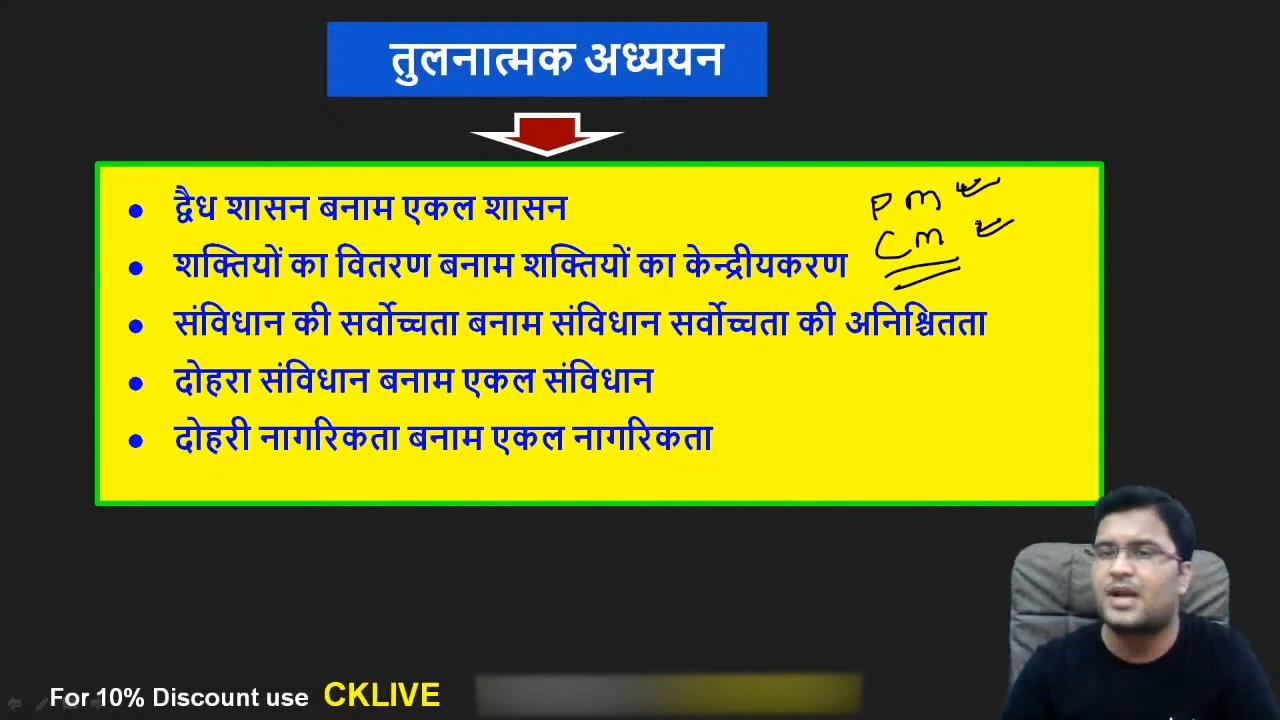 तुलनात्मक अध्ययन
• द्वैध शासन बनाम एकल शासन
PM
• शक्तियों का वितरण बनाम शक्तियों का केन्द्रीयकरण
CM
• संविधान की सर्वोच्चता बनाम संविधान सर्वोच्चता की अनिश्चितता
• दोहरा संविधान बनाम एकल संविधान
• दोहरी नागरिकता बनाम एकल नागरिकता
For 10% Discount use CKLIVE